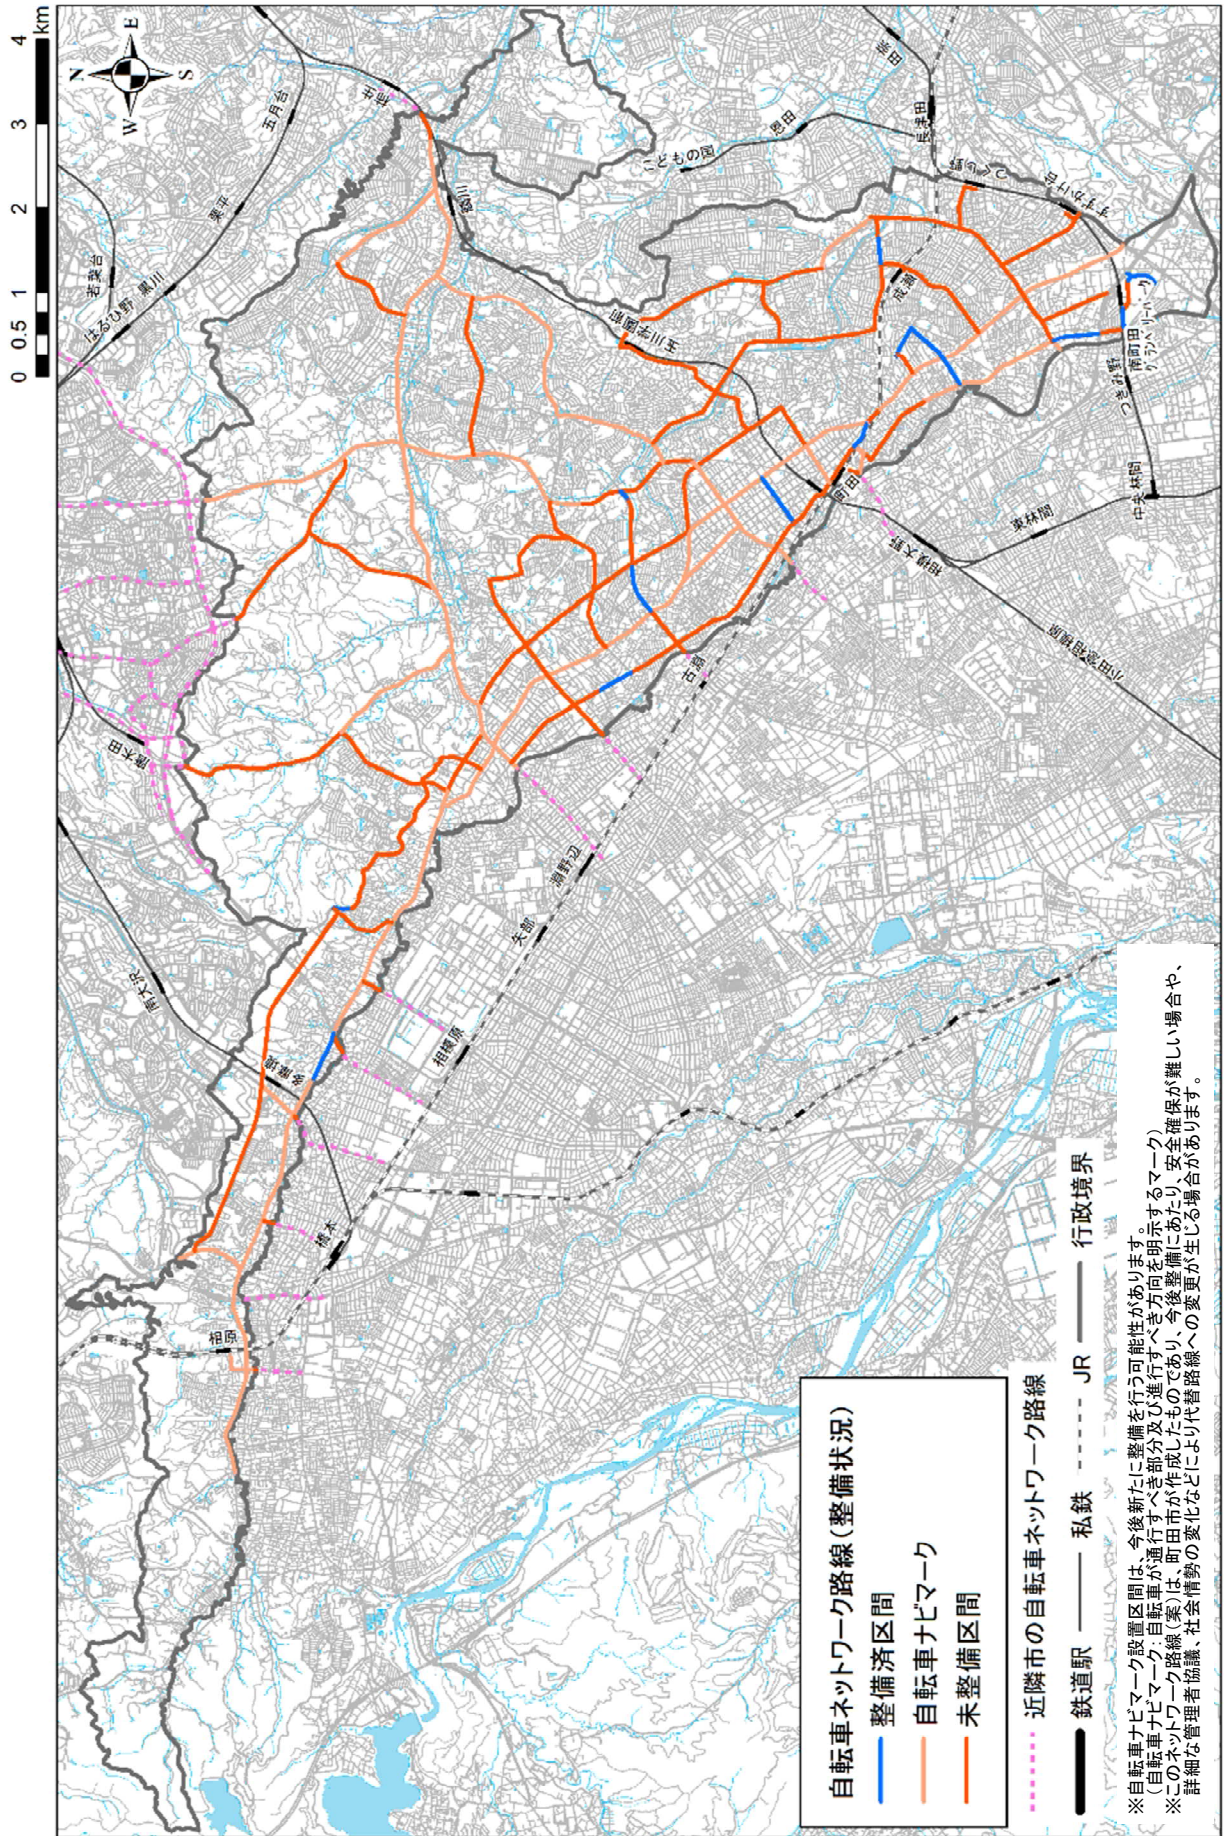 N
E
W
S
0 0.5 1 2 3 4 km
若葉台
はるひ野
黒川
栗平
五月台
柿生
鶴川
こどもの国
恩田
田奈
長津田
つくし野
すずかけ台
南町田
グランベリーパーク
つきみ野
中央林間
東林間
相模大野
小田急相模原
町田
成瀬
玉川学園前
古淵
淵野辺
矢部
相模原
橋本
相原
多摩境
南大沢
唐木田
自転車ネットワーク路線(整備状況)
整備済区間
自転車ナビマーク
未整備区間
近隣市の自転車ネットワーク路線
鉄道駅 私鉄 JR 行政境界
※自転車ナビマーク設置区間は、今後新たに整備を行う可能性があります。
(自転車ナビマーク:自転車が通行すべき部分及び進行すべき方向を明示するマーク)
※このネットワーク路線(案)は、町田市が作成したものであり、今後整備にあたり、安全確保が難しい場合や、
詳細な管理者協議、社会情勢の変化などにより代替路線への変更が生じる場合があります。